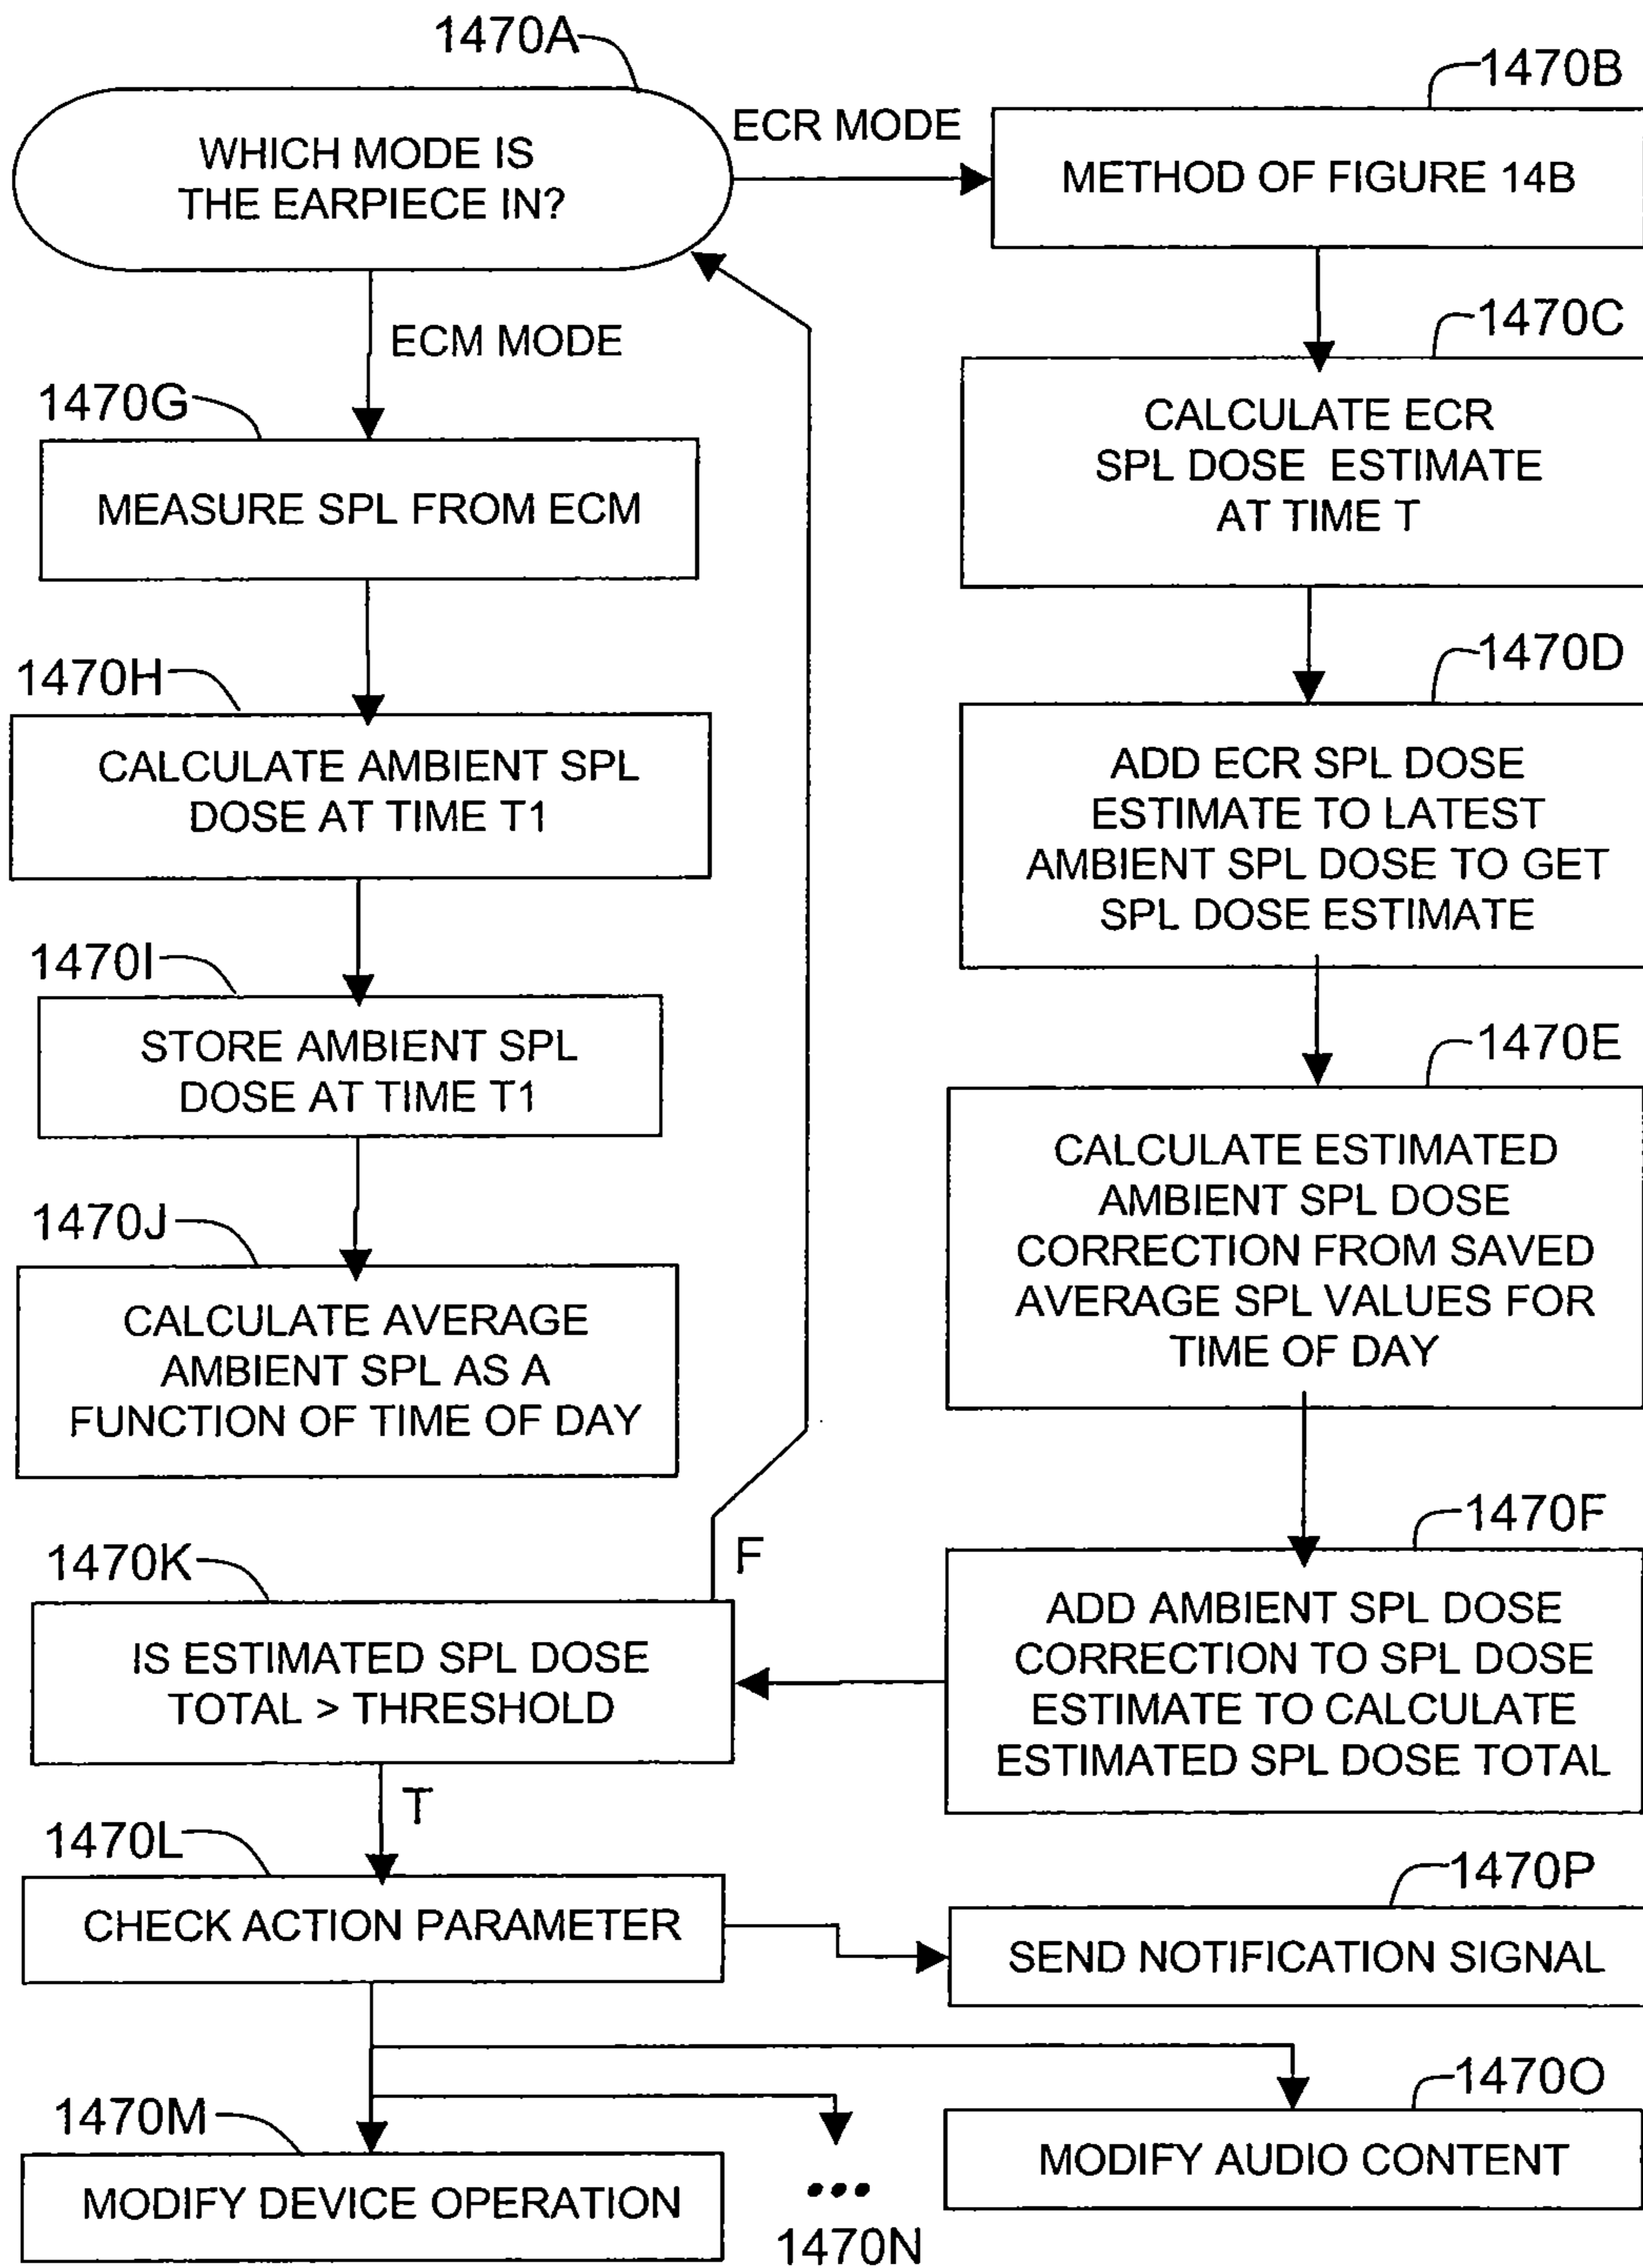 1470A
WHICH MODE IS
THE EARPIECE IN?
ECR MODE
1470B
METHOD OF FIGURE 14B
ECM MODE
1470C
CALCULATE ECR
SPL DOSE ESTIMATE
AT TIME T
1470G
MEASURE SPL FROM ECM
1470D
ADD ECR SPL DOSE
ESTIMATE TO LATEST
AMBIENT SPL DOSE TO GET
SPL DOSE ESTIMATE
1470H
CALCULATE AMBIENT SPL
DOSE AT TIME T1
1470I
STORE AMBIENT SPL
DOSE AT TIME T1
1470E
CALCULATE ESTIMATED
AMBIENT SPL DOSE
CORRECTION FROM SAVED
AVERAGE SPL VALUES FOR
TIME OF DAY
1470J
CALCULATE AVERAGE
AMBIENT SPL AS A
FUNCTION OF TIME OF DAY
1470F
ADD AMBIENT SPL DOSE
CORRECTION TO SPL DOSE
ESTIMATE TO CALCULATE
ESTIMATED SPL DOSE TOTAL
1470K
F
IS ESTIMATED SPL DOSE
TOTAL > THRESHOLD
T
1470L
CHECK ACTION PARAMETER
1470P
SEND NOTIFICATION SIGNAL
1470M
MODIFY DEVICE OPERATION
...
1470N
1470O
MODIFY AUDIO CONTENT